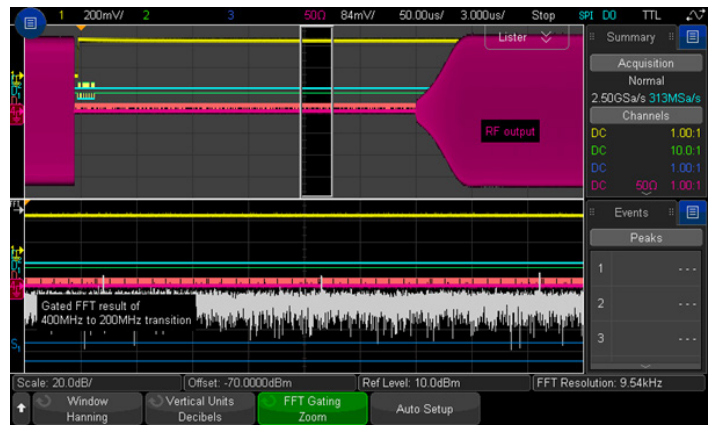 1 200mV/ 2 3 50Ω 84mV/ 50.00us/ 3.000us/ Stop SPI D0 TTL
Lister
Summary
Acquisition
Normal
2.50GSa/s 313MSa/s
Channels
DC 1.00:1
DC 10.0:1
DC 1.00:1
DC 50Ω 1.00:1
RF output
FFT
Events
Peaks
1 ---
2 ---
3 ---
Gated FFT result of
400MHz to 200MHz transition
Scale: 20.0dB/ Offset: -70.0000dBm Ref Level: 10.0dBm FFT Resolution: 9.54kHz
Window
Hanning
Vertical Units
Decibels
FFT Gating
Zoom
Auto Setup